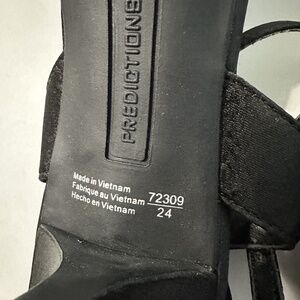 PREDICTIONS
Made in Vietnam
Fabriqué au Vietnam
Hecho en Vietnam
72309
24